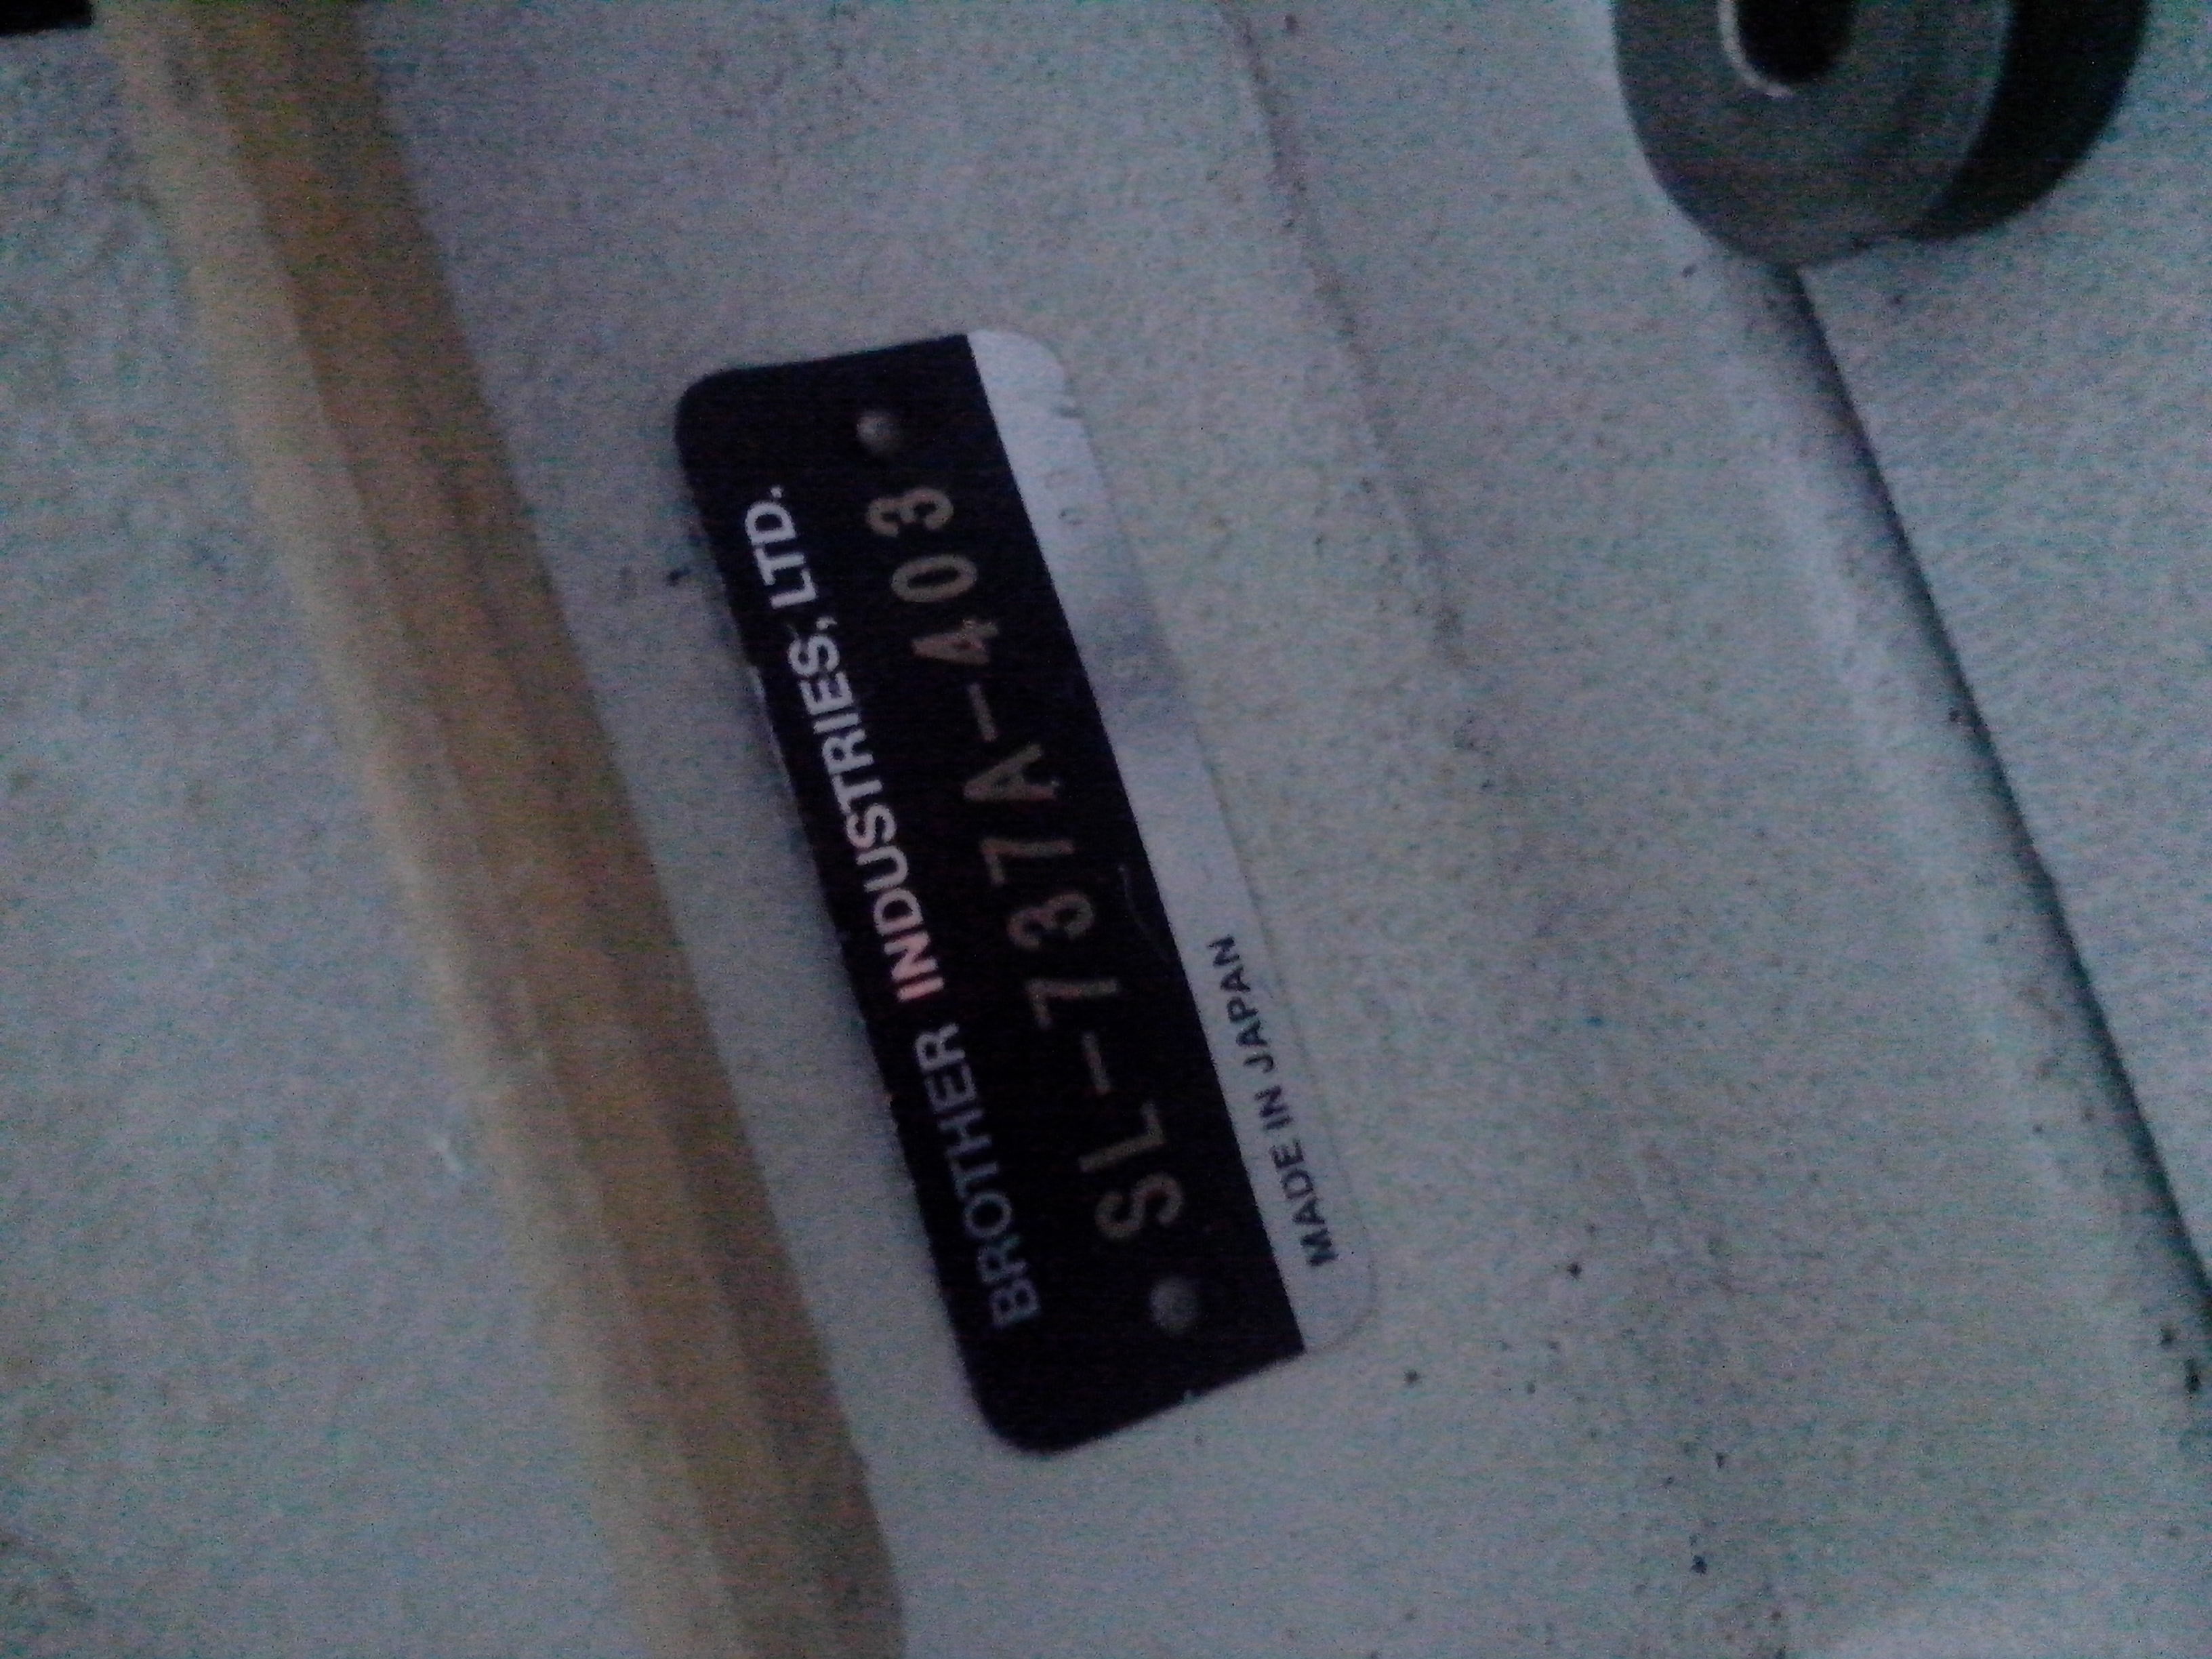 BROTHER INDUSTRIES, LTD.
SL-737A-403
MADE IN JAPAN